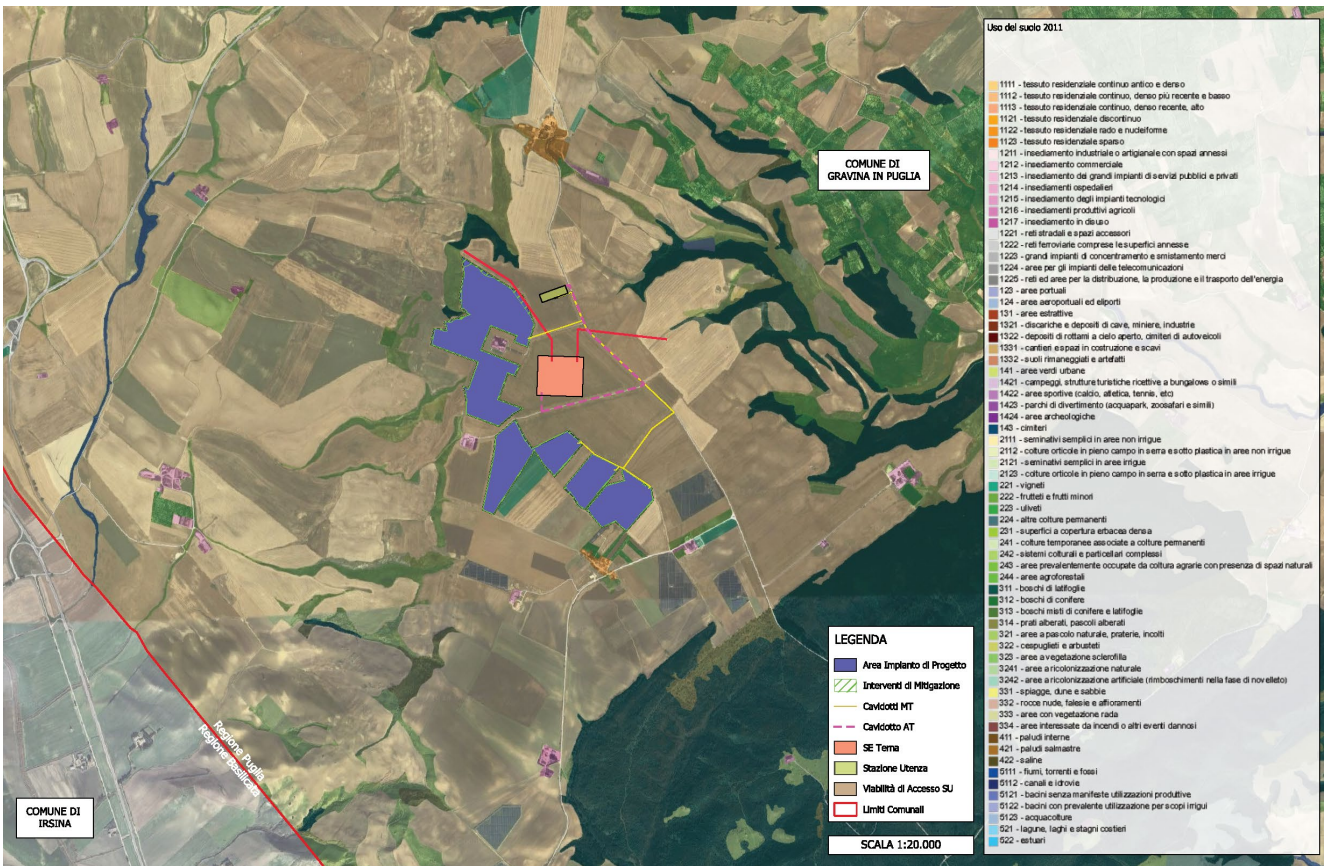 COMUNE DI
GRAVINA IN PUGLIA
Regione Puglia
Regione Basilicata
COMUNE DI
IRSINA
LEGENDA
Area Impianto di Progetto
Interventi di Mitigazione
Cavidotti MT
Cavidotto AT
SE Terna
Stazione Utenza
Viabilità di Accesso SU
Limiti Comunali
SCALA 1:20.000
Uso del suolo 2011
1111 - tessuto residenziale continuo antico e denso
1112 - tessuto residenziale continuo, denso più recente e basso
1113 - tessuto residenziale continuo, denso recente, alto
1121 - tessuto residenziale discontinuo
1122 - tessuto residenziale rado e nucleiforme
1123 - tessuto residenziale sparso
1211 - insediamento industriale o artigianale con spazi annessi
1212 - insediamento commerciale
1213 - insediamento dei grandi impianti di servizi pubblici e privati
1214 - insediamenti ospedalieri
1215 - insediamento degli impianti tecnologici
1216 - insediamenti produttivi agricoli
1217 - insediamento in disuso
1221 - reti stradali e spazi accessori
1222 - reti ferroviarie comprese le superfici annesse
1223 - grandi impianti di concentramento e smistamento merci
1224 - aree per gli impianti delle telecomunicazioni
1225 - reti ed aree per la distribuzione, la produzione e il trasporto dell'energia
123 - aree portuali
124 - aree aeroportuali ed eliporti
131 - aree estrattive
1321 - discariche e depositi di cave, miniere, industrie
1322 - depositi di rottami a cielo aperto, cimiteri di autoveicoli
1331 - cantieri e spazi in costruzione e scavi
1332 - suoli rimaneggiati e artefatti
141 - aree verdi urbane
1421 - campeggi, strutture turistiche ricettive a bungalows o simili
1422 - aree sportive (calcio, atletica, tennis, etc)
1423 - parchi di divertimento (acquapark, zoosafari e simili)
1424 - aree archeologiche
143 - cimiteri
2111 - seminativi semplici in aree non irrigue
2112 - colture orticole in pieno campo in serra e sotto plastica in aree non irrigue
2121 - seminativi semplici in aree irrigue
2123 - colture orticole in pieno campo in serra e sotto plastica in aree irrigue
221 - vigneti
222 - frutteti e frutti minori
223 - uliveti
224 - altre colture permanenti
231 - superfici a copertura erbacea densa
241 - colture temporanee associate a colture permanenti
242 - sistemi colturali e particellari complessi
243 - aree prevalentemente occupate da coltura agrarie con presenza di spazi naturali
244 - aree agroforestali
311 - boschi di latifoglie
312 - boschi di conifere
313 - boschi misti di conifere e latifoglie
314 - prati alberati, pascoli alberati
321 - aree a pascolo naturale, praterie, incolti
322 - cespuglieti e arbusteti
323 - aree a vegetazione sclerofilla
3241 - aree a ricolonizzazione naturale
3242 - aree a ricolonizzazione artificiale (rimboschimenti nella fase di novelleto)
331 - spiagge, dune e sabbie
332 - rocce nude, falesie e affioramenti
333 - aree con vegetazione rada
334 - aree interessate da incendi o altri eventi dannosi
411 - paludi interne
421 - paludi salmastre
422 - saline
5111 - fiumi, torrenti e fossi
5112 - canali e idrovie
5121 - bacini senza manifeste utilizzazioni produttive
5122 - bacini con prevalente utilizzazione per scopi irrigui
5123 - acquacolture
521 - lagune, laghi e stagni costieri
522 - estuari